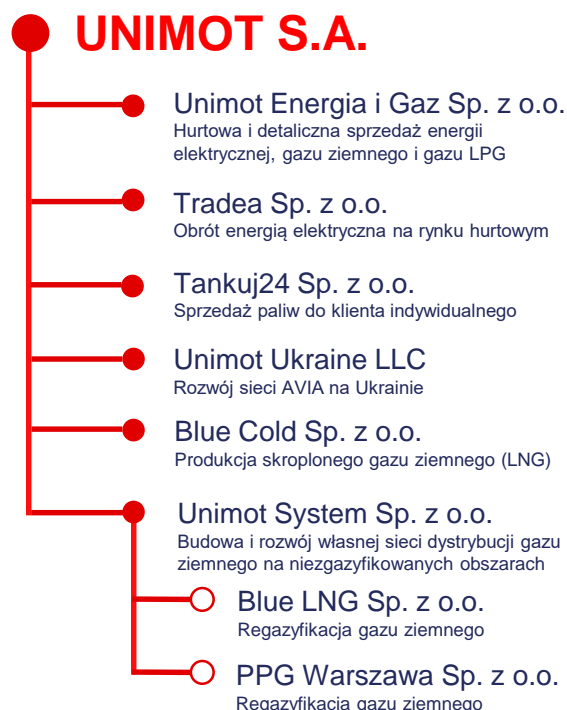 UNIMOT S.A.
Unimot Energia i Gaz Sp. z o.o.
Hurtowa i detaliczna sprzedaż energii
elektrycznej, gazu ziemnego i gazu LPG
Tradea Sp. z o.o.
Obrót energią elektryczna na rynku hurtowym
Tankuj24 Sp. z o.o.
Sprzedaż paliw do klienta indywidualnego
Unimot Ukraine LLC
Rozwój sieci AVIA na Ukrainie
Blue Cold Sp. z o.o.
Produkcja skroplonego gazu ziemnego (LNG)
Unimot System Sp. z o.o.
Budowa i rozwój własnej sieci dystrybucji gazu
ziemnego na niezgazyfikowanych obszarach
Blue LNG Sp. z o.o.
Regazyfikacja gazu ziemnego
PPG Warszawa Sp. z o.o.
Regazyfikacja gazu ziemnego